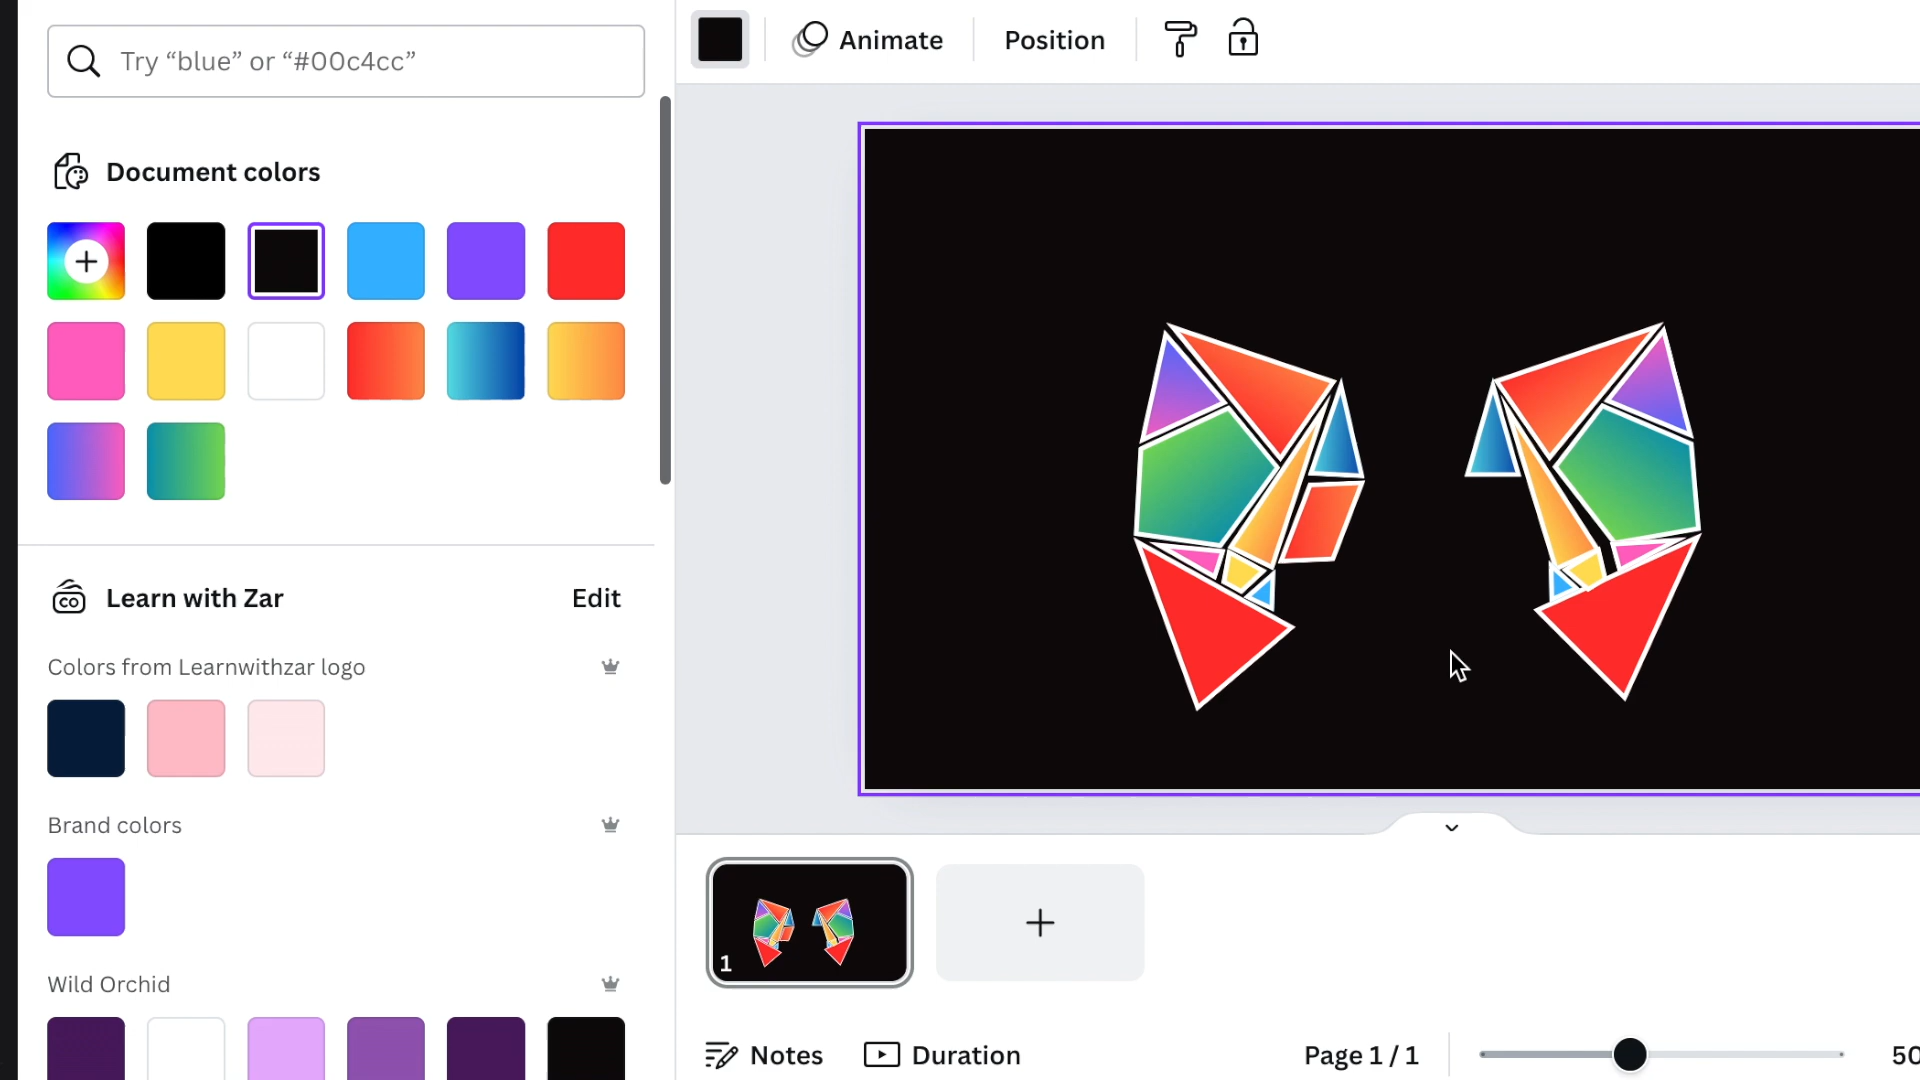 Try “blue” or “#00c4cc”
Animate
Position
Document colors
CO
Learn with Zar
Edit
Colors from Learnwithzar logo
Brand colors
Wild Orchid
1
Notes
Duration
Page 1 / 1
50